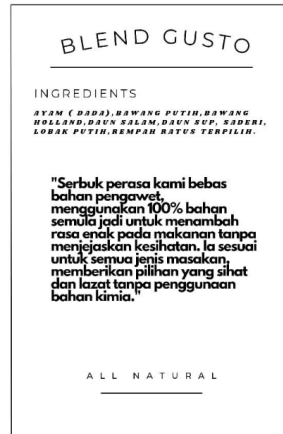 BLEND GUSTO
INGREDIENTS
AYAM ( DADA),BAWANG PUTIH,BAWANG
HOLLAND,DAUN SALAM,DAUN SUP, SADERI,
LOBAK PUTIH,REMPAH RATUS TERPILIH.
"Serbuk perasa kami bebas
bahan pengawet,
menggunakan 100% bahan
semula jadi untuk menambah
rasa enak pada makanan tanpa
menjejaskan kesihatan. Ia sesuai
untuk semua jenis masakan,
memberikan pilihan yang sihat
dan lazat tanpa penggunaan
bahan kimia."
ALL NATURAL